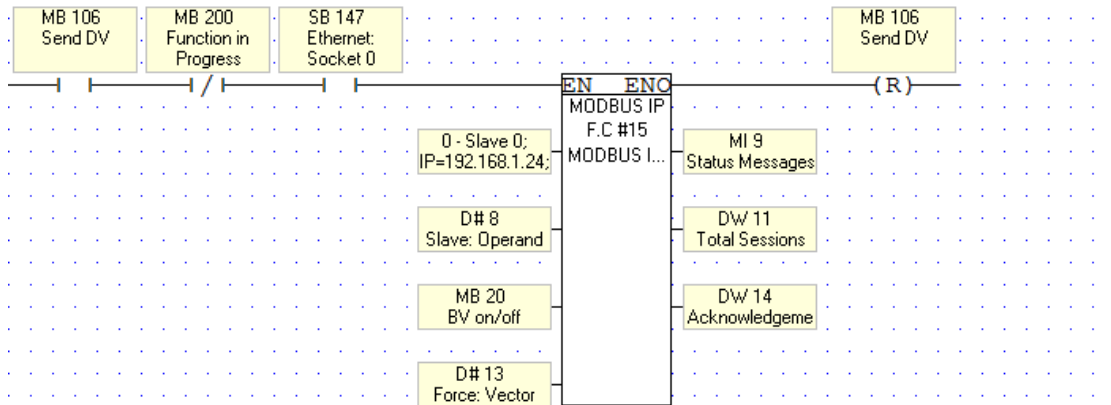 MB 106
Send DV
MB 200
Function in
Progress
SB 147
Ethernet:
Socket 0
MB 106
Send DV
(R)
EN ENO
MODBUS IP
F.C #15
MODBUS I...
0 - Slave 0;
IP=192.168.1.24;
MI 9
Status Messages
D# 8
Slave: Operand
DW 11
Total Sessions
MB 20
BV on/off
DW 14
Acknowledgeme
D# 13
Force: Vector